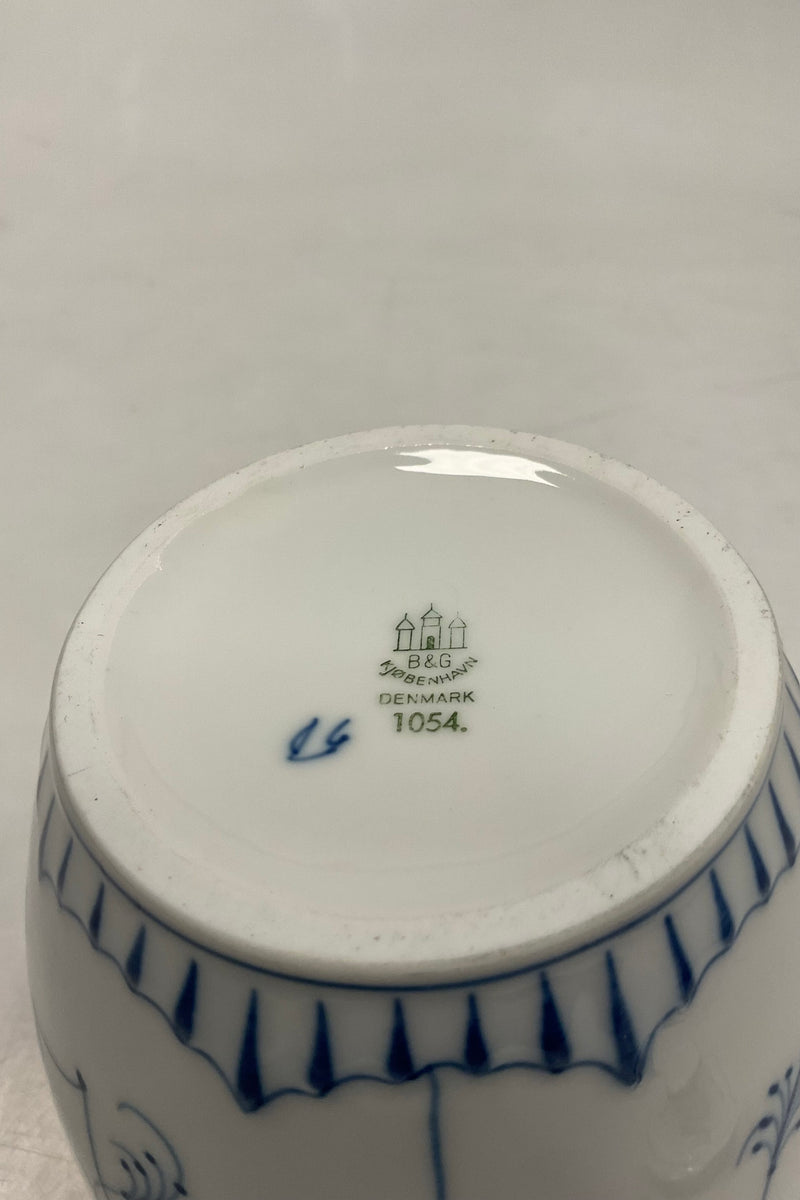 B&G
KJØBENHAVN
DENMARK
1054.